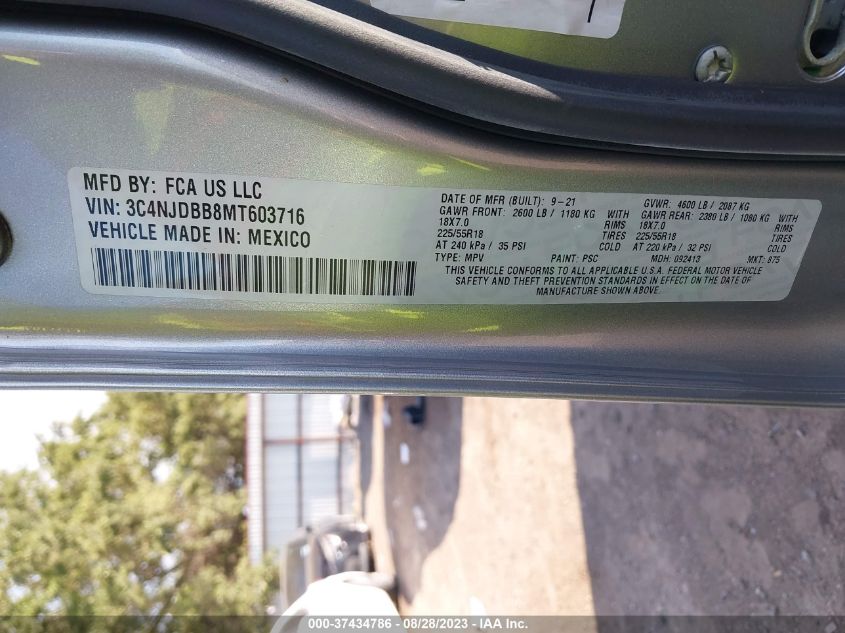 MFD BY: FCA US LLC
VIN: 3C4NJDBB8MT603716
VEHICLE MADE IN: MEXICO
DATE OF MFR (BUILT): 9-21 GVWR: 4600 LB / 2087 KG
GAWR FRONT: 2600 LB / 1180 KG GAWR REAR: 2380 LB / 1080 KG
18X7.0 RIMS 18X7.0 RIMS
225/55R18 TIRES 225/55R18 TIRES
AT 240 kPa / 35 PSI COLD AT 220 kPa / 32 PSI COLD
TYPE: MPV PAINT: PSC MDH: 092413 MKT: 875
THIS VEHICLE CONFORMS TO ALL APPLICABLE U.S.A. FEDERAL MOTOR VEHICLE
SAFETY AND THEFT PREVENTION STANDARDS IN EFFECT ON THE DATE OF
MANUFACTURE SHOWN ABOVE.
000-37434786 - 08/28/2023 - IAA Inc.